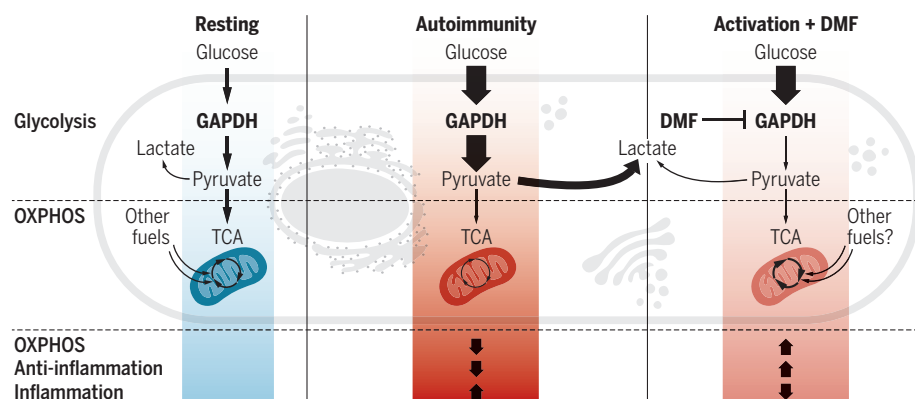 Resting
Autoimmunity
Activation + DMF
Glucose
Glucose
Glucose
Glycolysis
GAPDH
GAPDH
DMF
GAPDH
Lactate
Lactate
Pyruvate
Pyruvate
Pyruvate
OXPHOS
Other
fuels
TCA
TCA
TCA
Other
fuels?
OXPHOS
Anti-inflammation
Inflammation